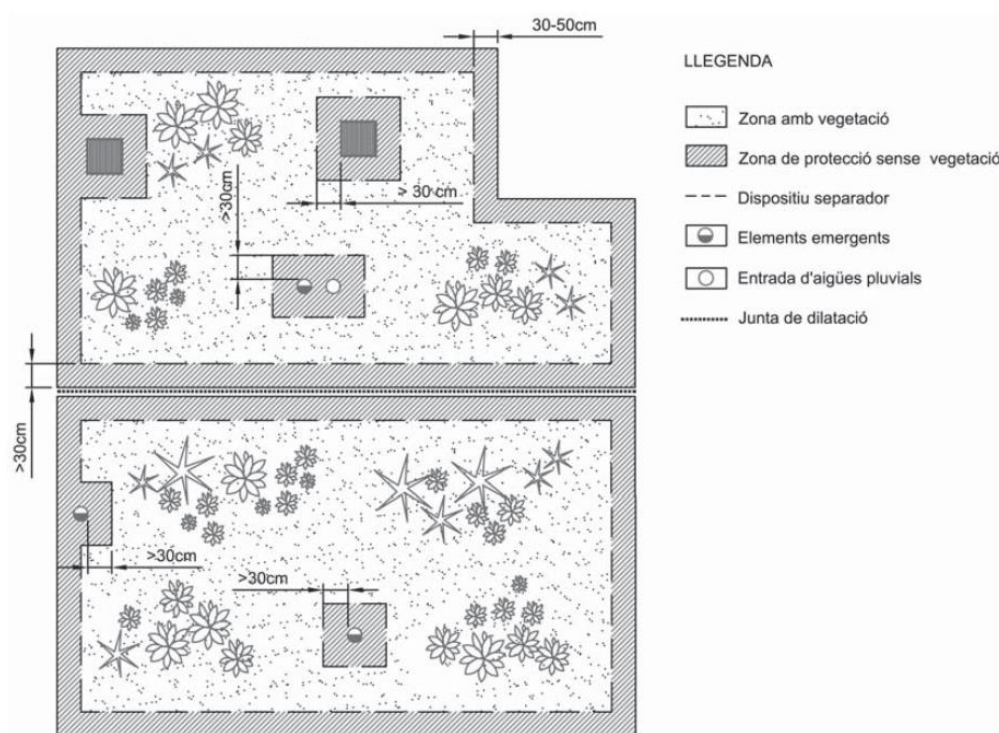 30-50cm
LLEGENDA
Zona amb vegetació
Zona de protecció sense vegetació
Dispositiu separador
Elements emergents
Entrada d'aigües pluvials
Junta de dilatació
>30cm
> 30 cm
>30cm
>30cm
>30cm